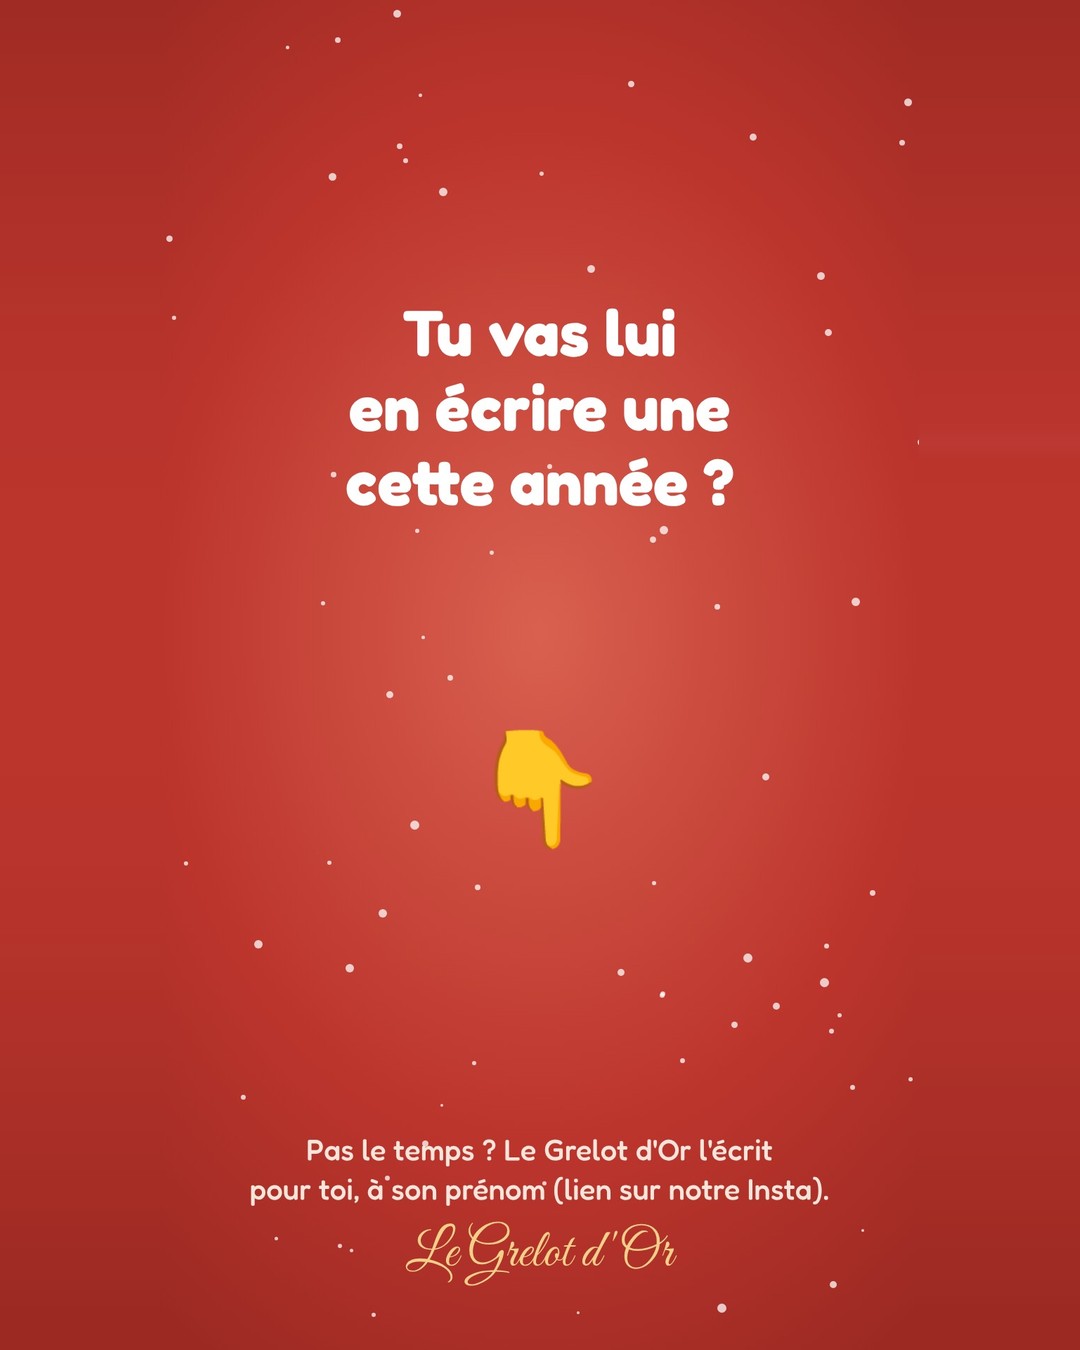 Tu vas lui
en écrire une
cette année ?
Pas le temps ? Le Grelot d'Or l'écrit
pour toi, à son prénom (lien sur notre Insta).
Le Grelot d'Or